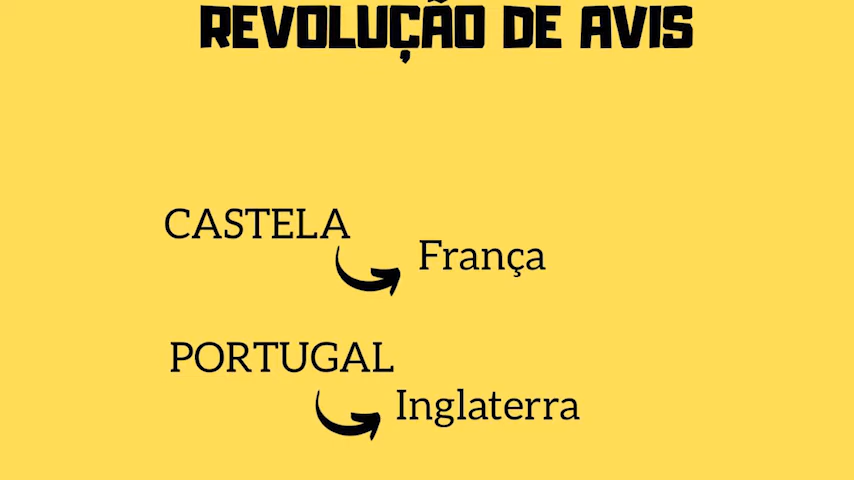 REVOLUÇÃO DE AVIS
CASTELA
França
PORTUGAL
Inglaterra